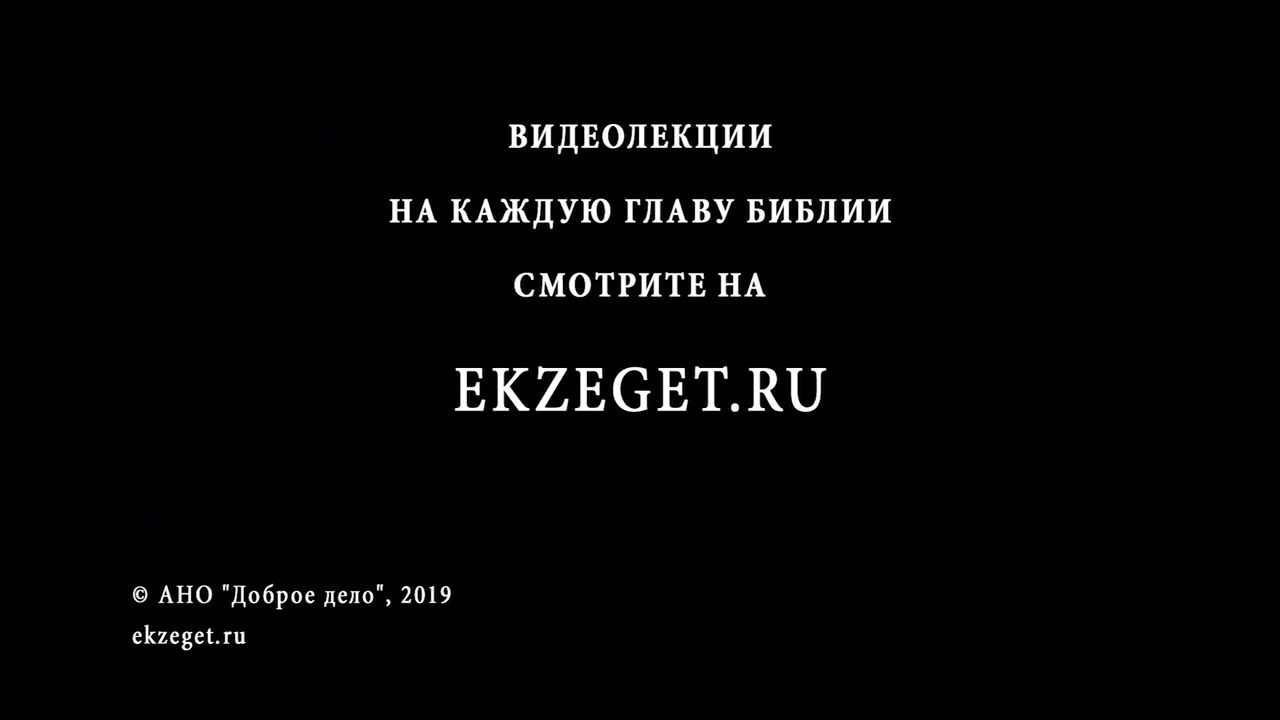 ВИДЕОЛЕКЦИИ
НА КАЖДУЮ ГЛАВУ БИБЛИИ
СМОТРИТЕ НА
EKZEGET.RU
© АНО "Доброе дело", 2019
ekzeget.ru